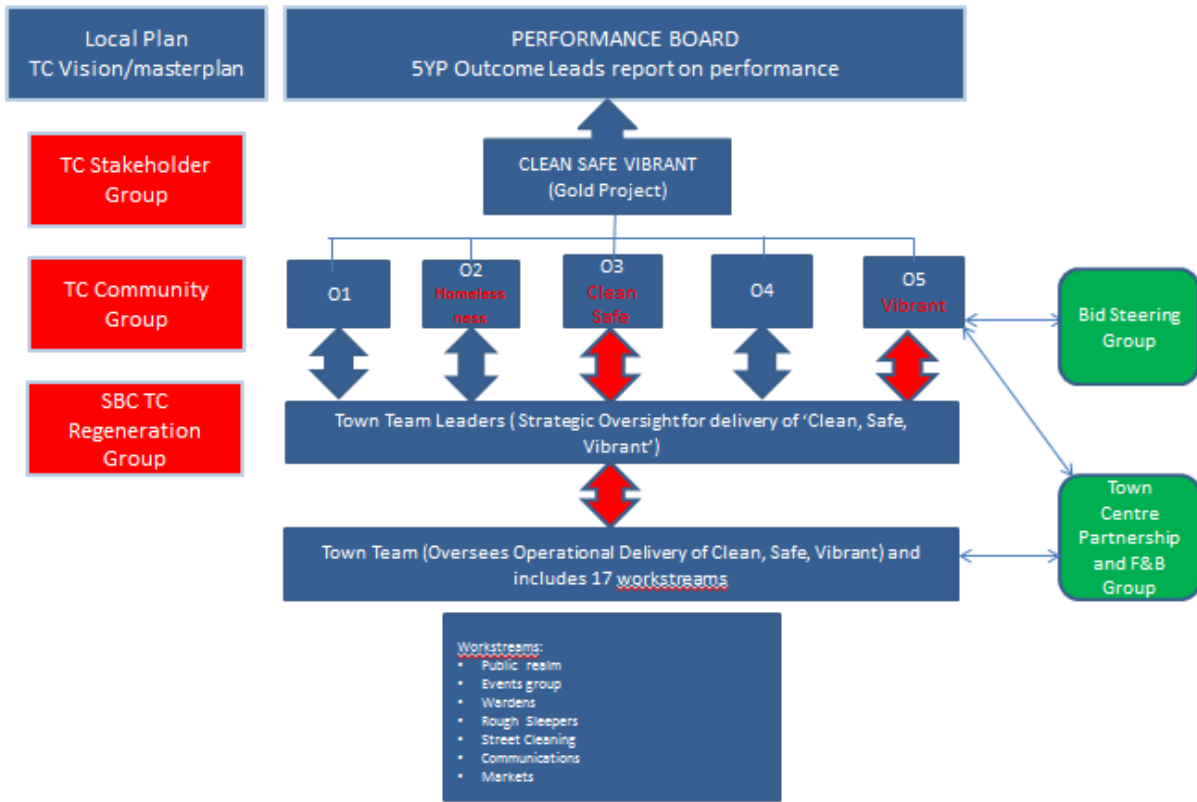 Local Plan
TC Vision/masterplan
PERFORMANCE BOARD
5YP Outcome Leads report on performance
TC Stakeholder
Group
CLEAN SAFE VIBRANT
(Gold Project)
TC Community
Group
O1
O2
Homeless
ness
O3
Clean
Safe
O4
O5
Vibrant
Bid Steering
Group
SBC TC
Regeneration
Group
Town Team Leaders ( Strategic Oversight for delivery of ‘Clean, Safe,
Vibrant’)
Town Team (Oversees Operational Delivery of Clean, Safe, Vibrant) and
includes 17 workstreams
Town
Centre
Partnership
and F&B
Group
Workstreams:
• Public realm
• Events group
• Wardens
• Rough Sleepers
• Street Cleaning
• Communications
• Markets